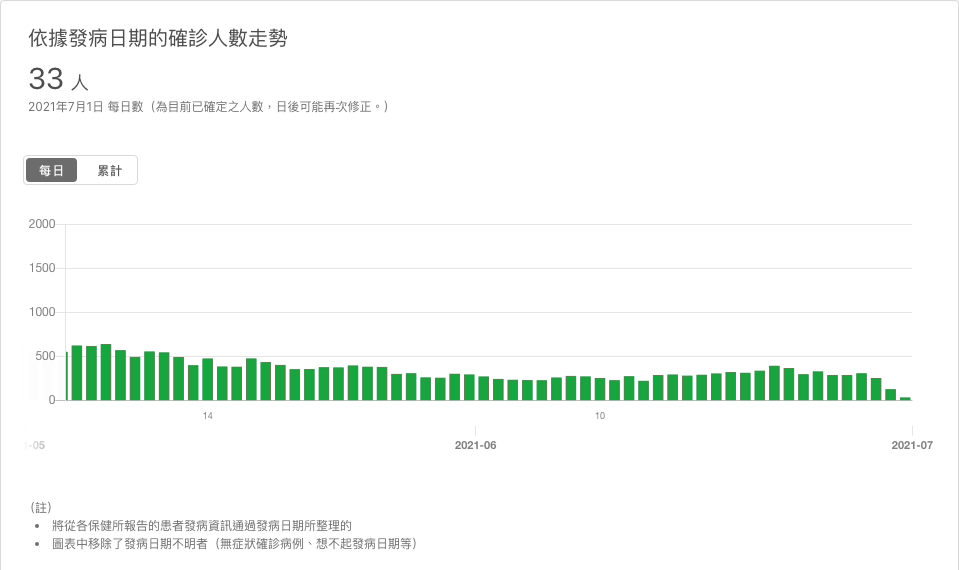 依據發病日期的確診人數走勢
33 人
2021年7月1日 每日數（為目前已確定之人數，日後可能再次修正。）
每日 累計
2000
1500
1000
500
0
14 10
-05 2021-06 2021-07
（註）
• 將從各保健所報告的患者發病資訊通過發病日期所整理的
• 圖表中移除了發病日期不明者（無症狀確診病例、想不起發病日期等）